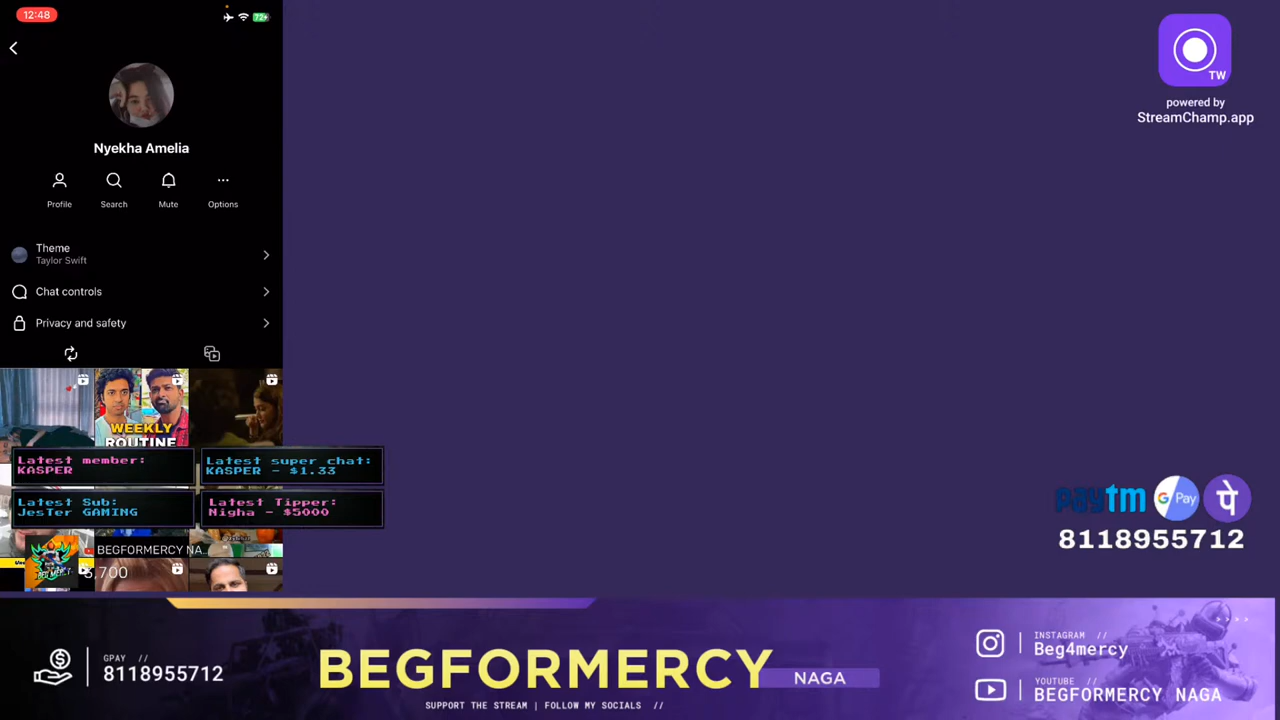 12:48
72
Nyekha Amelia
Profile
Search
Mute
Options
Theme
Taylor Swift
Chat controls
Privacy and safety
WEEKLY
ROUTINE
Latest member:
KASPER
Latest super chat:
KASPER - $1.33
Latest Sub:
JesTer GAMING
Latest Tipper:
Nigha - $5000
BEGFORMERCY NA...
3,700
TW
powered by
StreamChamp.app
paytm
G Pay
पे
8118955712
GPAY //
8118955712
BEGFORMERCY
NAGA
SUPPORT THE STREAM | FOLLOW MY SOCIALS //
>>>>
INSTAGRAM //
Beg4mercy
YOUTUBE //
BEGFORMERCY NAGA